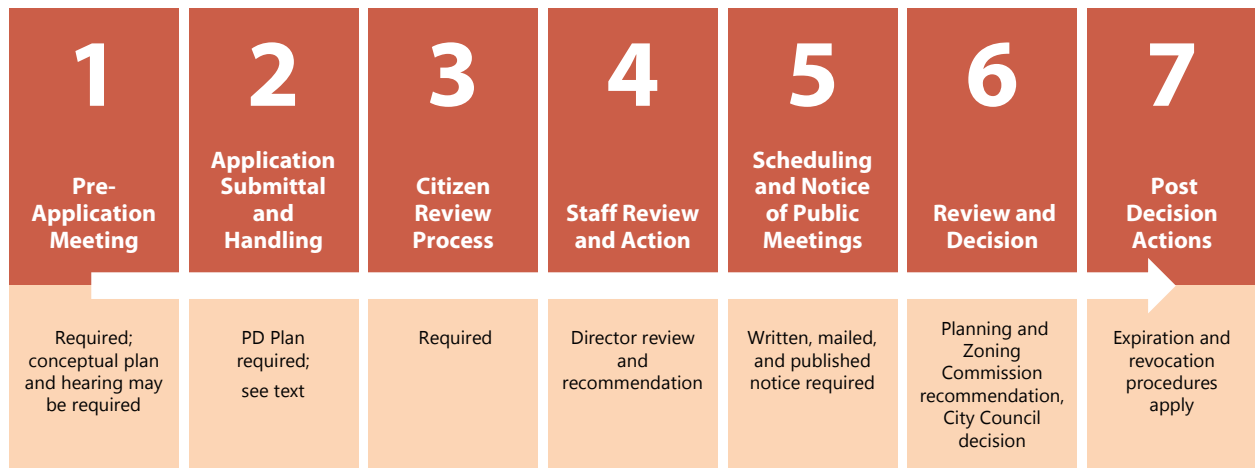 1
Pre-
Application
Meeting
Required;
conceptual plan
and hearing may
be required
2
Application
Submittal
and
Handling
PD Plan
required;
see text
3
Citizen
Review
Process
Required
4
Staff Review
and Action
Director review
and
recommendation
5
Scheduling
and Notice
of Public
Meetings
Written, mailed,
and published
notice required
6
Review and
Decision
Planning and
Zoning
Commission
recommendation,
City Council
decision
7
Post
Decision
Actions
Expiration and
revocation
procedures
apply